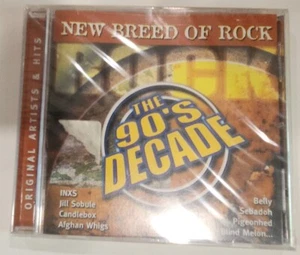 NEW BREED OF ROCK
ORIGINAL ARTISTS & HITS
ROCK
THE
90'S
DECADE
INXS
Jill Sobule
Candlebox
Afghan Whigs
Belly
Sebadoh
Pigeonhed
Blind Melon...